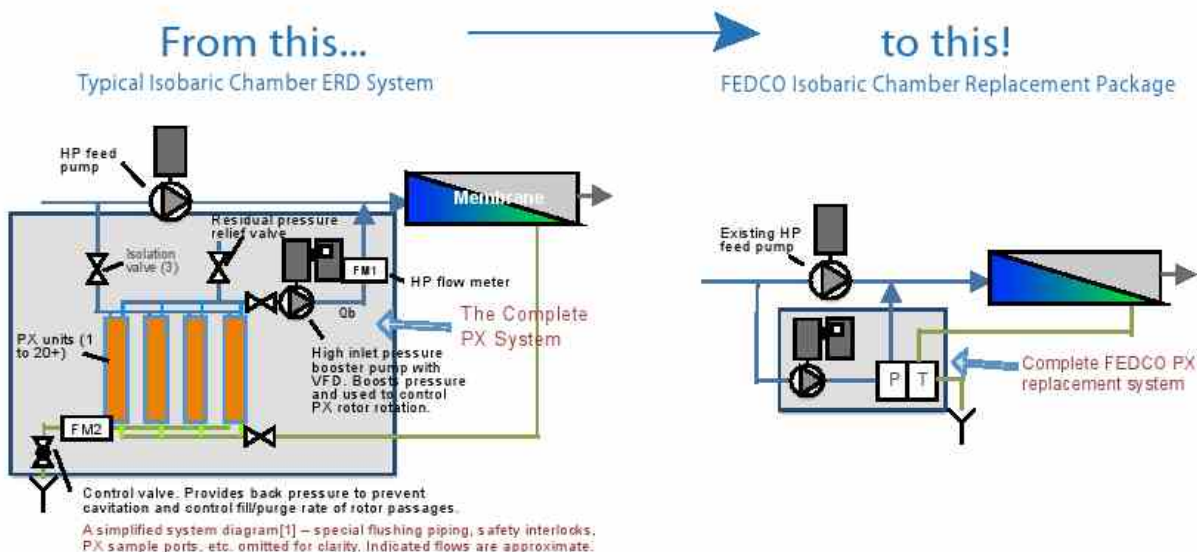 From this...
to this!
Typical Isobaric Chamber ERD System
FEDCO Isobaric Chamber Replacement Package
HP feed
pump
Membrane
Residual pressure
relief valve
Isolation
valve (3)
FM1
HP flow meter
Qb
The Complete
PX System
PX units (1
to 20+)
High inlet pressure
booster pump with
VFD. Boosts pressure
and used to control
PX rotor rotation.
FM2
Control valve. Provides back pressure to prevent
cavitation and control fill/purge rate of rotor passages.
A simplified system diagram[1] – special flushing piping, safety interlocks,
PX sample ports, etc. omitted for clarity. Indicated flows are approximate.
Existing HP
feed pump
P T
Complete FEDCO PX
replacement system